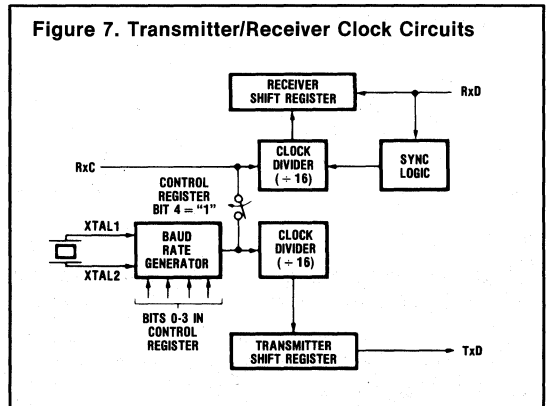 Figure 7. Transmitter/Receiver Clock Circuits
RECEIVER
SHIFT REGISTER
RxD
RxC
CLOCK
DIVIDER
(÷ 16)
SYNC
LOGIC
CONTROL
REGISTER
BIT 4 = "1"
XTAL1
XTAL2
BAUD
RATE
GENERATOR
CLOCK
DIVIDER
(÷ 16)
BITS 0-3 IN
CONTROL
REGISTER
TRANSMITTER
SHIFT REGISTER
TxD